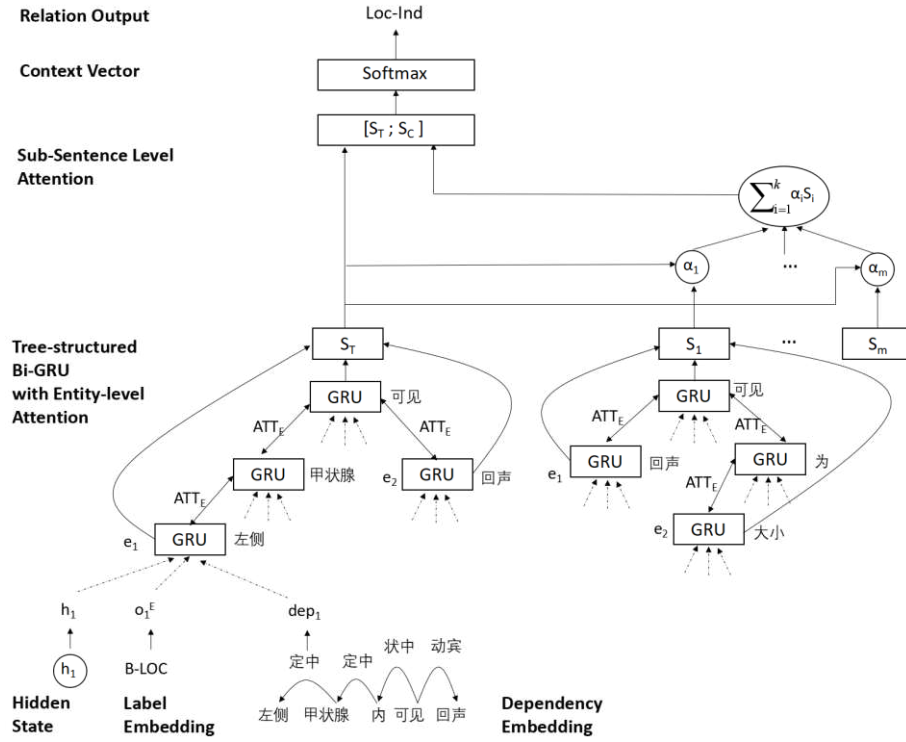 Relation Output
Loc-Ind
Context Vector
Softmax
[S_T ; S_C ]
Sub-Sentence Level
Attention
∑_{i=1}^{k} α_iS_i
α_1
...
α_m
Tree-structured
Bi-GRU
with Entity-level
Attention
S_T
S_1
...
S_m
GRU
可见
ATT_E
ATT_E
GRU
甲状腺
e_2
GRU
回声
ATT_E
e_1
GRU
左侧
GRU
可见
ATT_E
ATT_E
e_1
GRU
回声
GRU
为
ATT_E
e_2
GRU
大小
h_1
o_1^E
dep_1
h_1
B-LOC
定中
定中
状中
动宾
左侧 甲状腺 内 可见 回声
Hidden
State
Label
Embedding
Dependency
Embedding